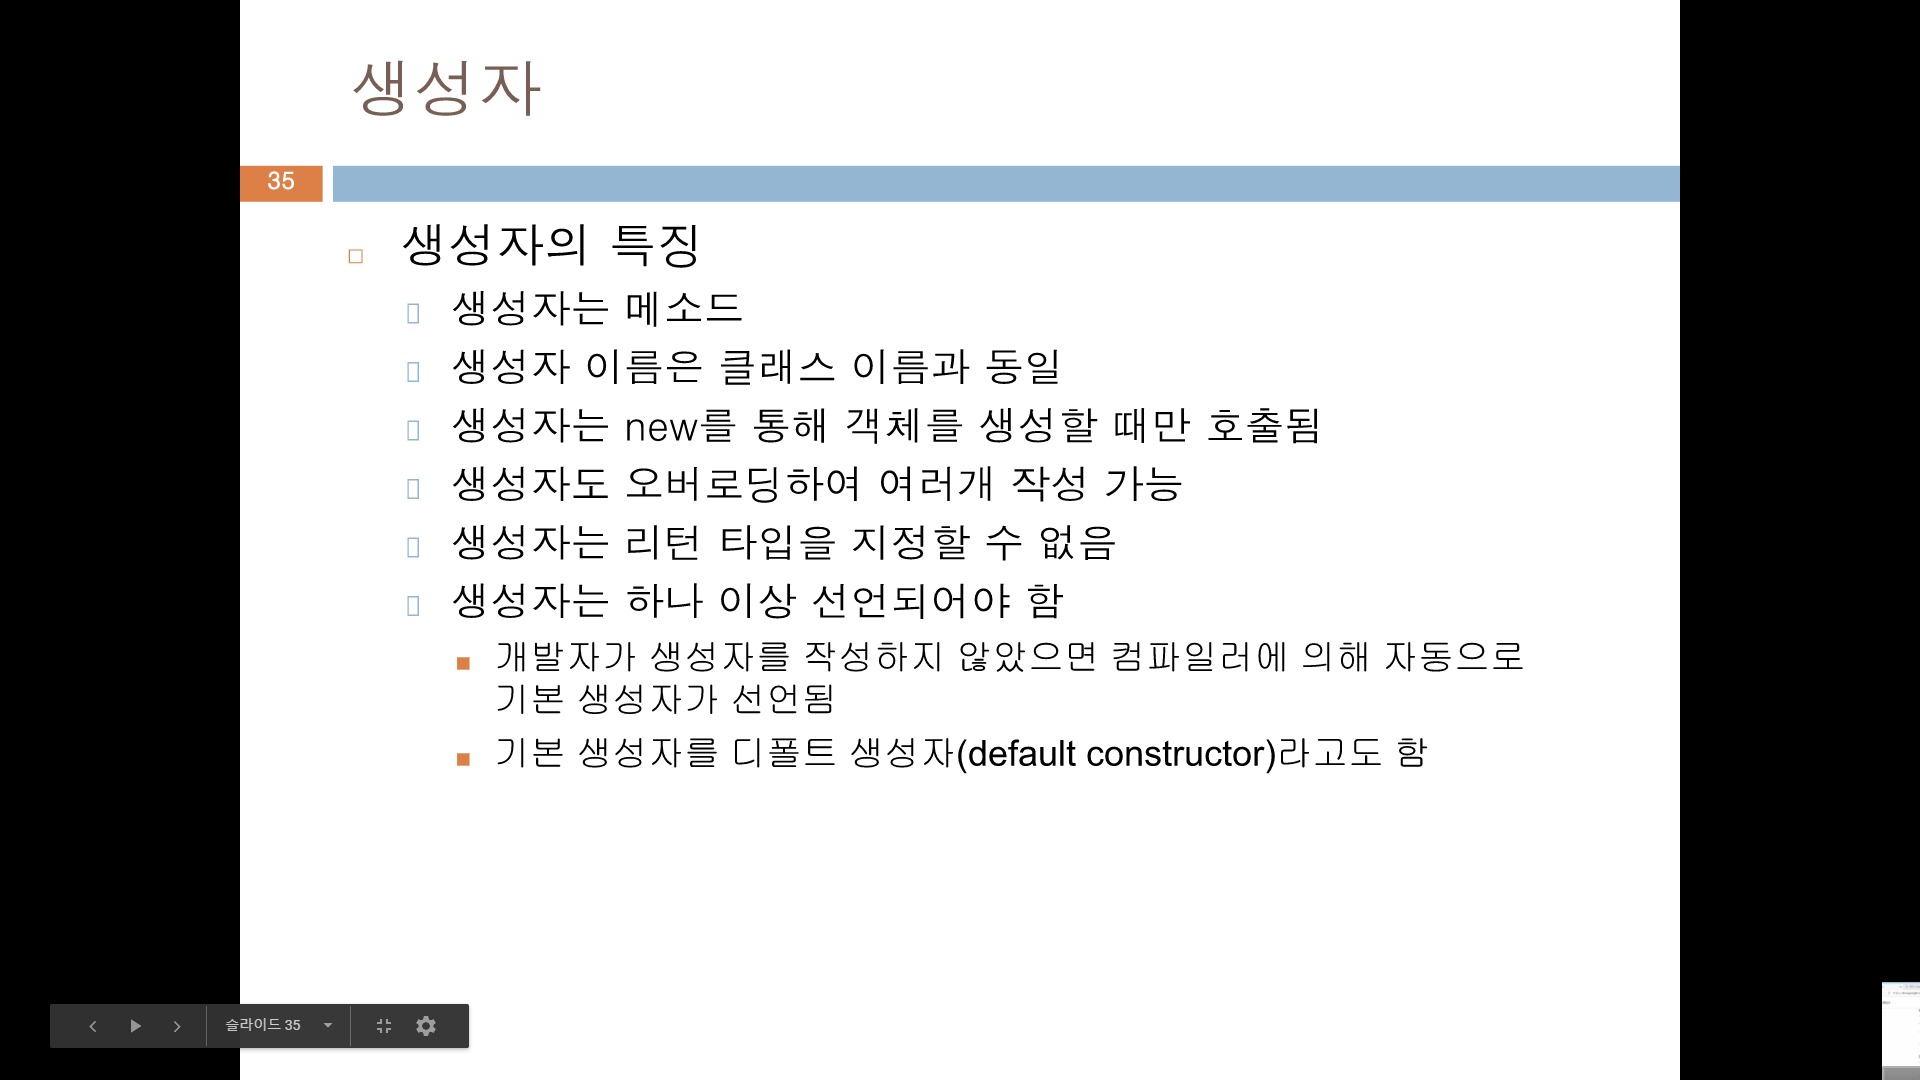 생성자
35
생성자의 특징
생성자는 메소드
생성자 이름은 클래스 이름과 동일
생성자는 new를 통해 객체를 생성할 때만 호출됨
생성자도 오버로딩하여 여러개 작성 가능
생성자는 리턴 타입을 지정할 수 없음
생성자는 하나 이상 선언되어야 함
개발자가 생성자를 작성하지 않았으면 컴파일러에 의해 자동으로
기본 생성자가 선언됨
기본 생성자를 디폴트 생성자(default constructor)라고도 함
슬라이드 35